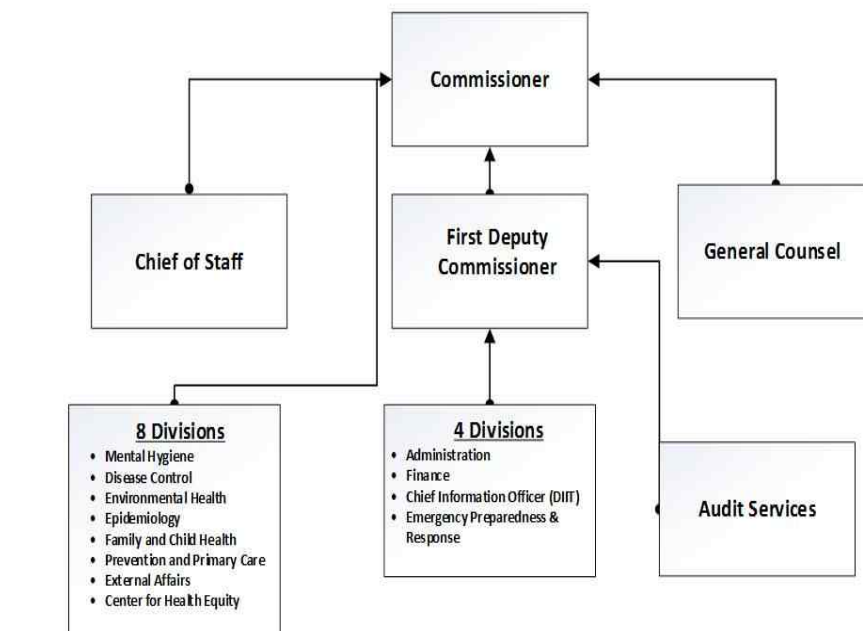 Commissioner
Chief of Staff
First Deputy
Commissioner
General Counsel
8 Divisions
• Mental Hygiene
• Disease Control
• Environmental Health
• Epidemiology
• Family and Child Health
• Prevention and Primary Care
• External Affairs
• Center for Health Equity
4 Divisions
• Administration
• Finance
• Chief Information Officer (DIIT)
• Emergency Preparedness &
Response
Audit Services